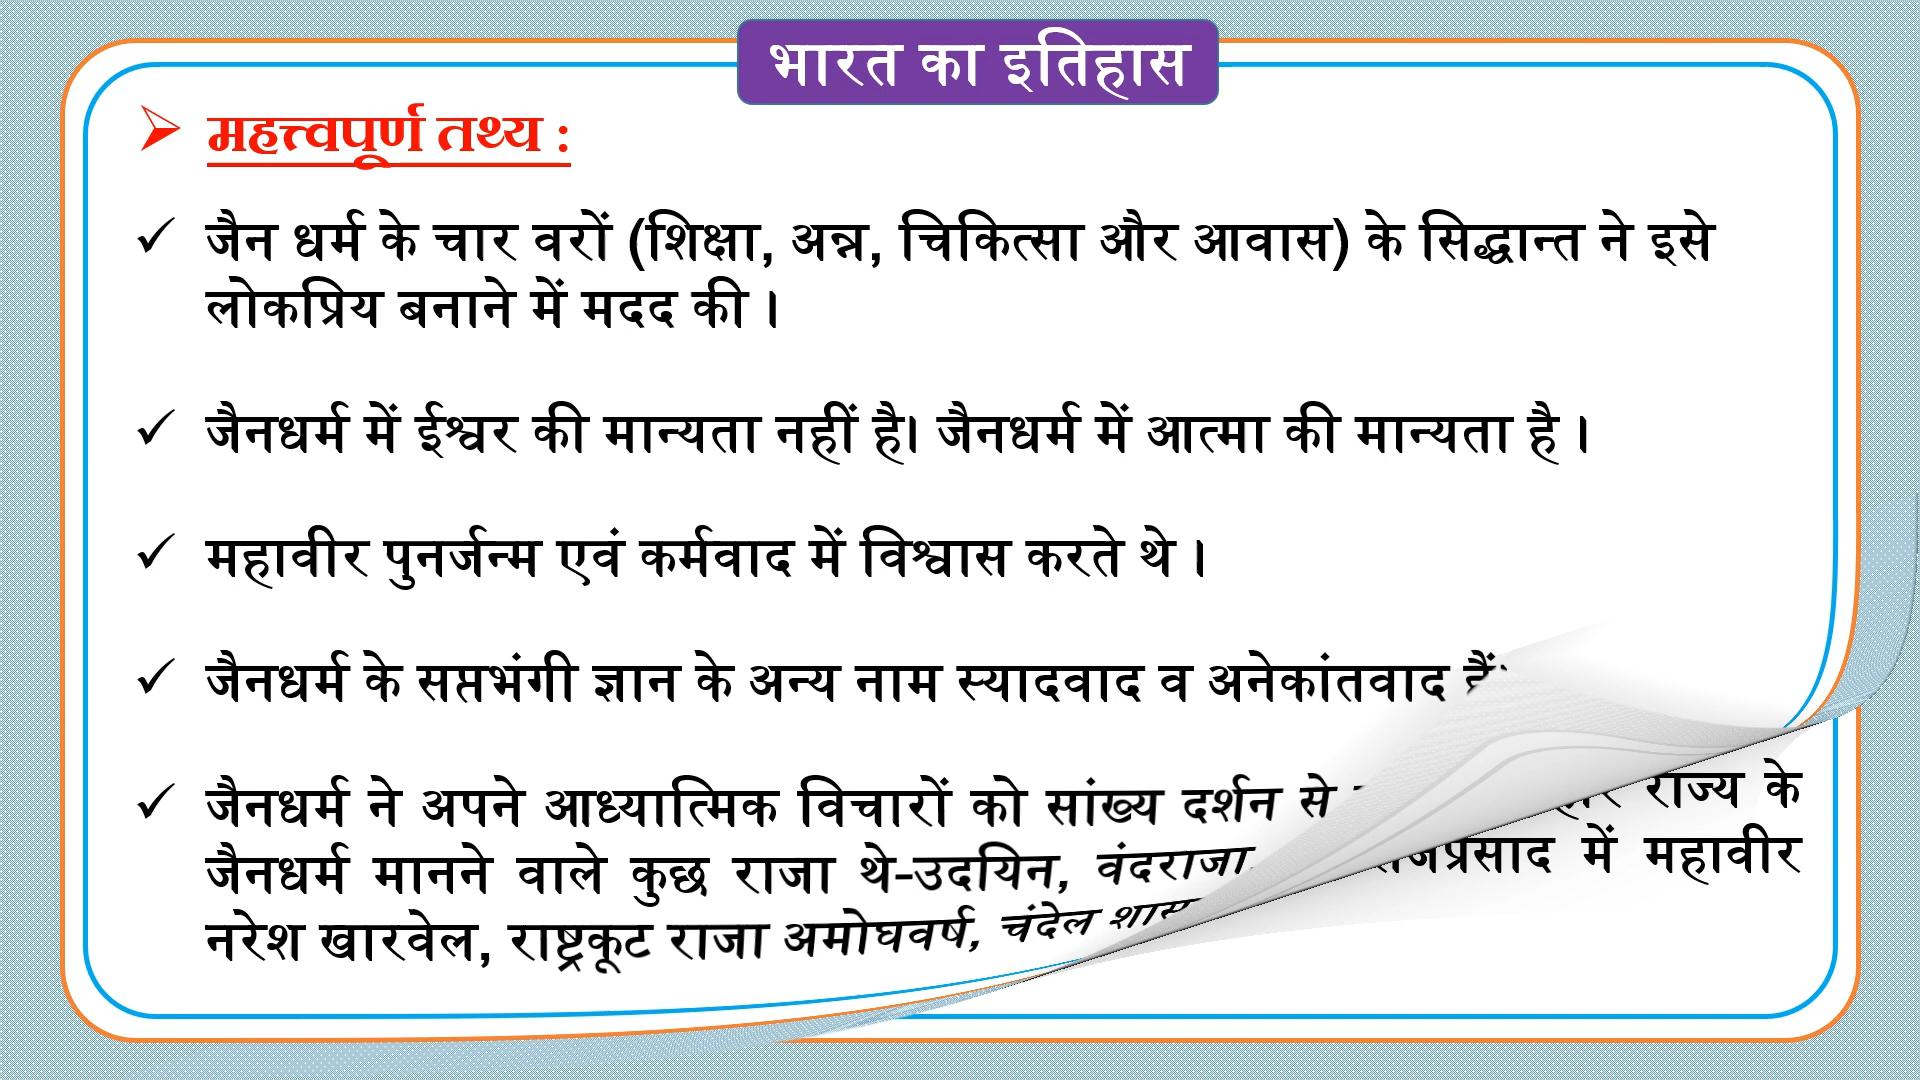 भारत का इतिहास
महत्त्वपूर्ण तथ्य :
जैन धर्म के चार वरों (शिक्षा, अन्न, चिकित्सा और आवास) के सिद्धान्त ने इसे
लोकप्रिय बनाने में मदद की ।
जैनधर्म में ईश्वर की मान्यता नहीं है। जैनधर्म में आत्मा की मान्यता है ।
महावीर पुनर्जन्म एवं कर्मवाद में विश्वास करते थे ।
जैनधर्म के सप्तभंगी ज्ञान के अन्य नाम स्यादवाद व अनेकांतवाद हैं
जैनधर्म ने अपने आध्यात्मिक विचारों को सांख्य दर्शन से राज्य के
जैनधर्म मानने वाले कुछ राजा थे-उदयिन, वंदराजा, में महावीर
नरेश खारवेल, राष्ट्रकूट राजा अमोघवर्ष, चंदेल